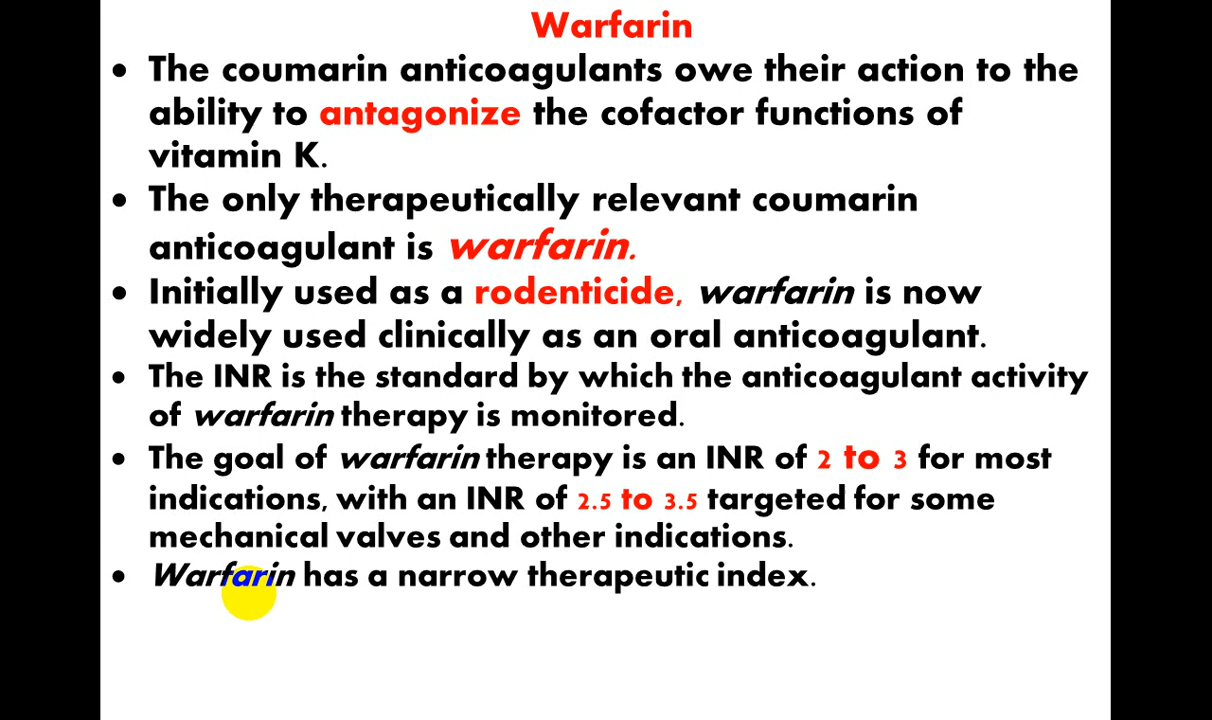 Warfarin
• The coumarin anticoagulants owe their action to the
ability to antagonize the cofactor functions of
vitamin K.
• The only therapeutically relevant coumarin
anticoagulant is warfarin.
• Initially used as a rodenticide, warfarin is now
widely used clinically as an oral anticoagulant.
• The INR is the standard by which the anticoagulant activity
of warfarin therapy is monitored.
• The goal of warfarin therapy is an INR of 2 to 3 for most
indications, with an INR of 2.5 to 3.5 targeted for some
mechanical valves and other indications.
• Warfarin has a narrow therapeutic index.